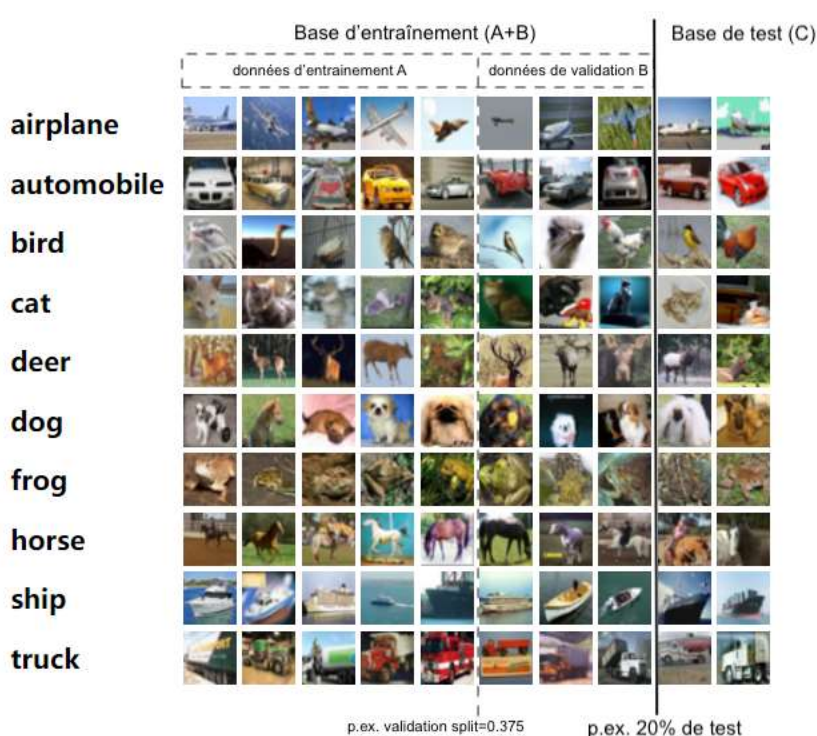 Base d'entraînement (A+B)
Base de test (C)
données d'entrainement A
données de validation B
airplane
automobile
bird
cat
deer
dog
frog
horse
ship
truck
p.ex. validation split=0.375
p.ex. 20% de test